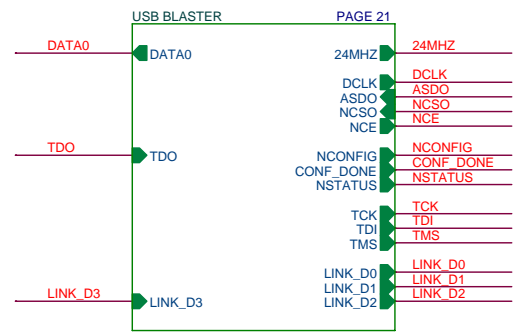 USB BLASTER PAGE 21
DATA0 DATA0 24MHZ 24MHZ
DCLK DCLK
ASDO ASDO
NCSO NCSO
NCE NCE
TDO TDO NCONFIG NCONFIG
CONF_DONE CONF_DONE
NSTATUS NSTATUS
TCK TCK
TDI TDI
TMS TMS
LINK_D0 LINK_D0
LINK_D1 LINK_D1
LINK_D3 LINK_D3 LINK_D2 LINK_D2